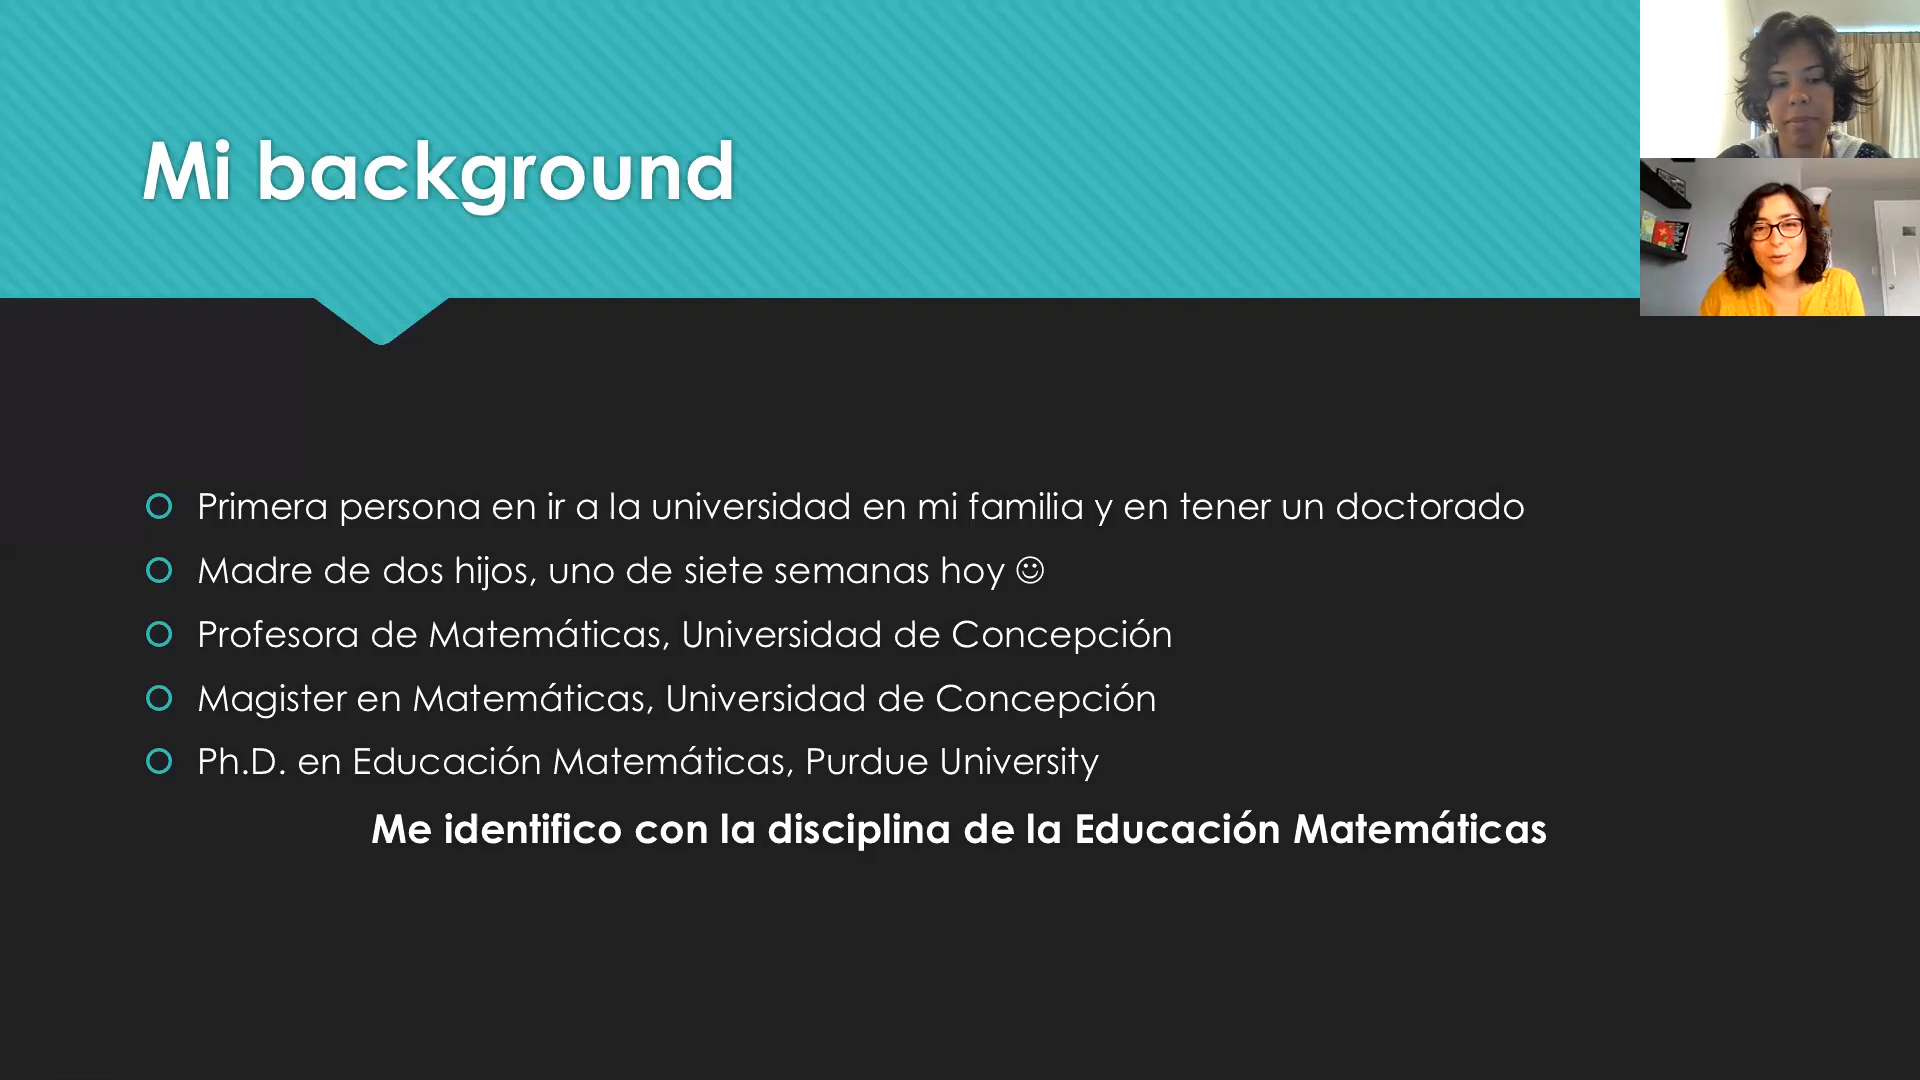 Mi background
Primera persona en ir a la universidad en mi familia y en tener un doctorado
Madre de dos hijos, uno de siete semanas hoy ☺
Profesora de Matemáticas, Universidad de Concepción
Magister en Matemáticas, Universidad de Concepción
Ph.D. en Educación Matemáticas, Purdue University
Me identifico con la disciplina de la Educación Matemáticas